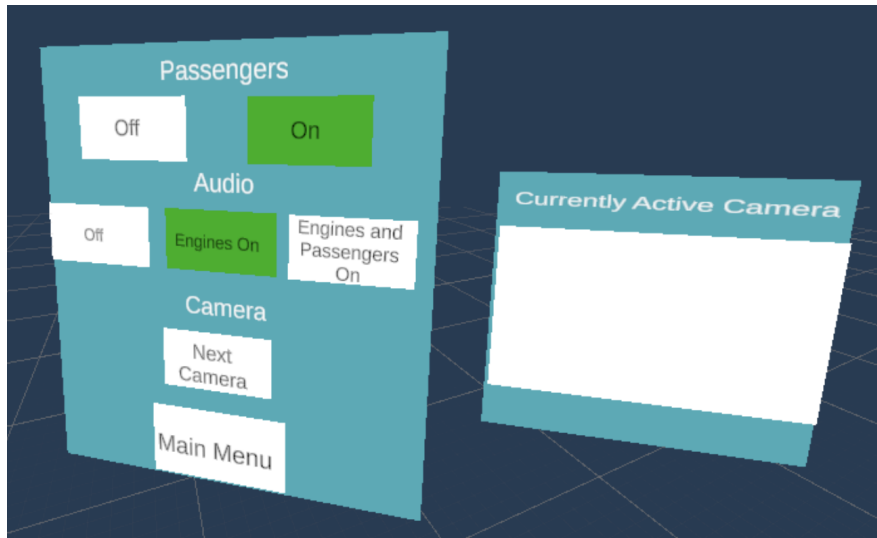 Passengers
Off
On
Audio
Off
Engines On
Engines and
Passengers
On
Camera
Next
Camera
Main Menu
Currently Active Camera